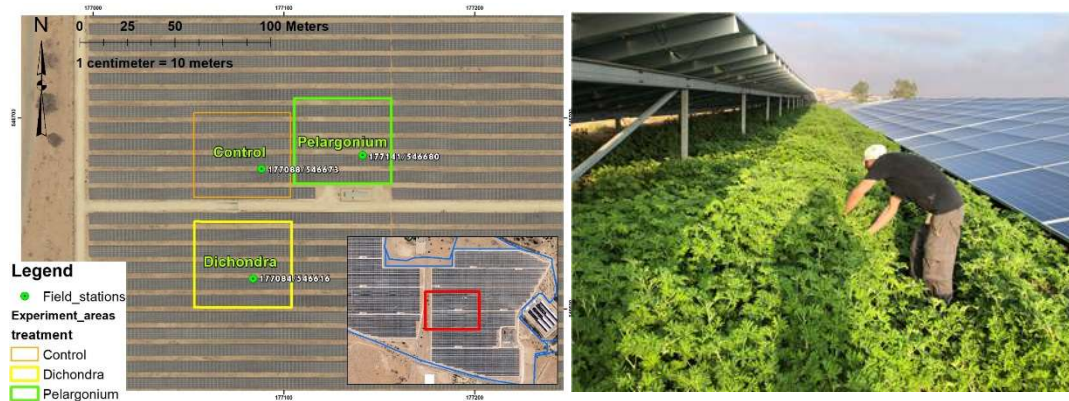 177000
177100
177200
N
0 25 50 100 Meters
1 centimeter = 10 meters
Pelargonium
Control
177141/546680
177088/546673
Dichondra
177084/546616
Legend
Field_stations
Experiment_areas
treatment
Control
Dichondra
Pelargonium
177100
177200